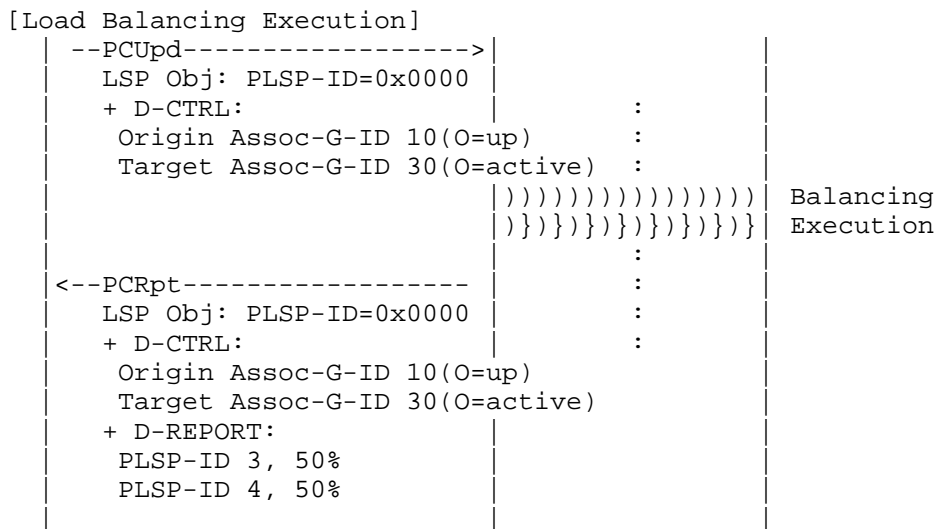 [Load Balancing Execution]
| --PCUpd------------------>| |
| LSP Obj: PLSP-ID=0x0000 | |
| + D-CTRL: | : |
| Origin Assoc-G-ID 10(O=up) : |
| Target Assoc-G-ID 30(O=active) : |
| |))))))))))))))))| Balancing
| |)})})})})})})})}| Execution
| | : |
|<--PCRpt------------------ | : |
| LSP Obj: PLSP-ID=0x0000 | : |
| + D-CTRL: | : |
| Origin Assoc-G-ID 10(O=up) |
| Target Assoc-G-ID 30(O=active) |
| + D-REPORT: | |
| PLSP-ID 3, 50% | |
| PLSP-ID 4, 50% | |
| | |